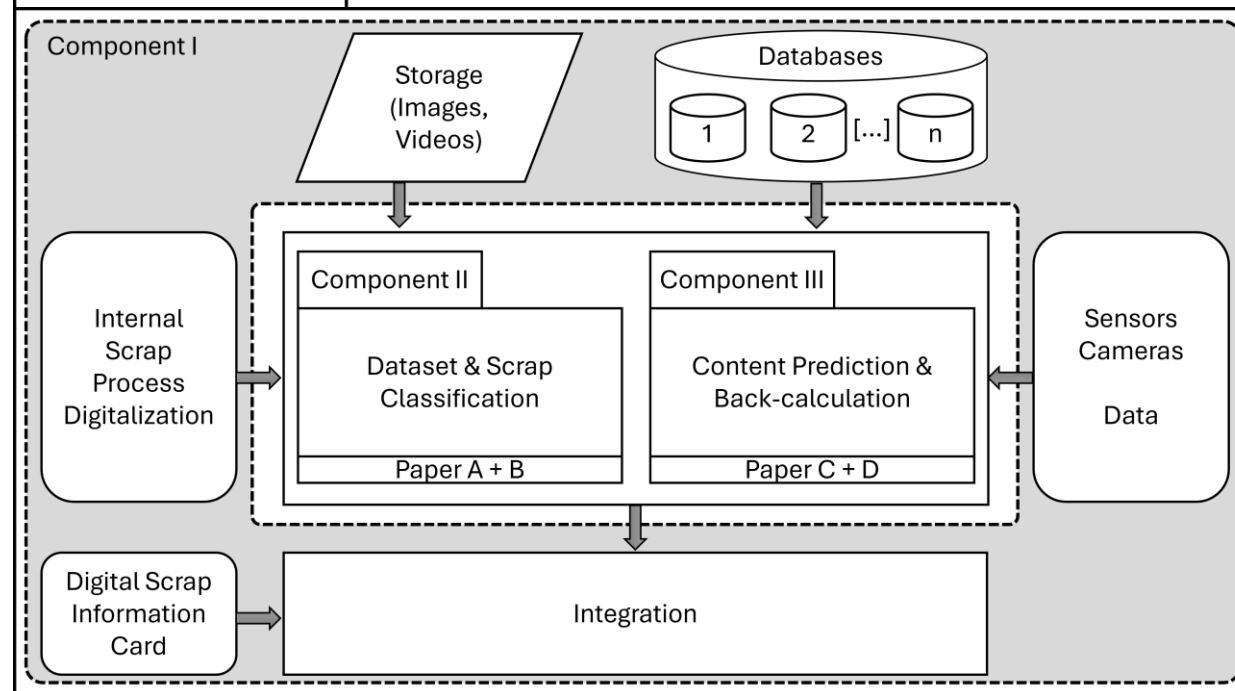 Component I
Storage
(Images,
Videos)
Databases
1
2
[...]
n
Internal
Scrap
Process
Digitalization
Component II
Dataset & Scrap
Classification
Paper A + B
Component III
Content Prediction &
Back-calculation
Paper C + D
Sensors
Cameras
Data
Digital Scrap
Information
Card
Integration